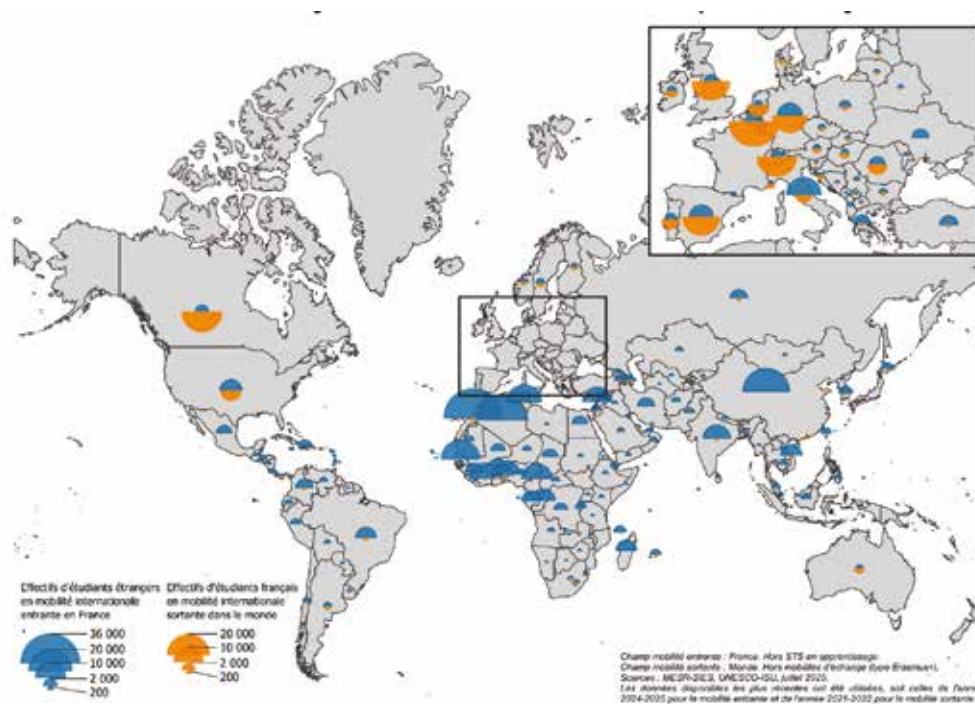 Effectifs d'étudiants étrangers
en mobilité internationale
entrante en France
36 000
20 000
10 000
2 000
200
Effectifs d'étudiants français
en mobilité internationale
sortante dans le monde
20 000
10 000
2 000
200
Champ mobilité entrante : France. Hors STS en apprentissage.
Champ mobilité sortante : Monde. Hors mobilités d'échange (type Erasmus+).
Sources : MESR-SIES, UNESCO-ISU, juillet 2025.
Les données disponibles les plus récentes ont été utilisées, soit celles de
2024-2025 pour la mobilité entrante et de l'année 2021-2022 pour la mobilité sortante